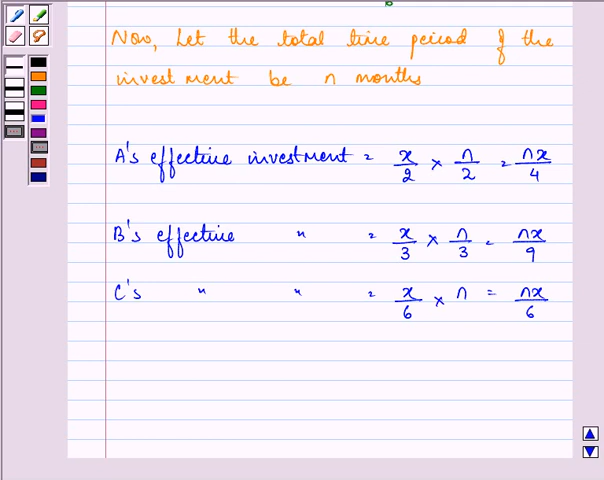 Now, Let the total time period of the
investment be n months
A's effective investment = x/2 × n/2 = nx/4
B's effective " = x/3 × n/3 = nx/9
C's " " = x/6 × n = nx/6